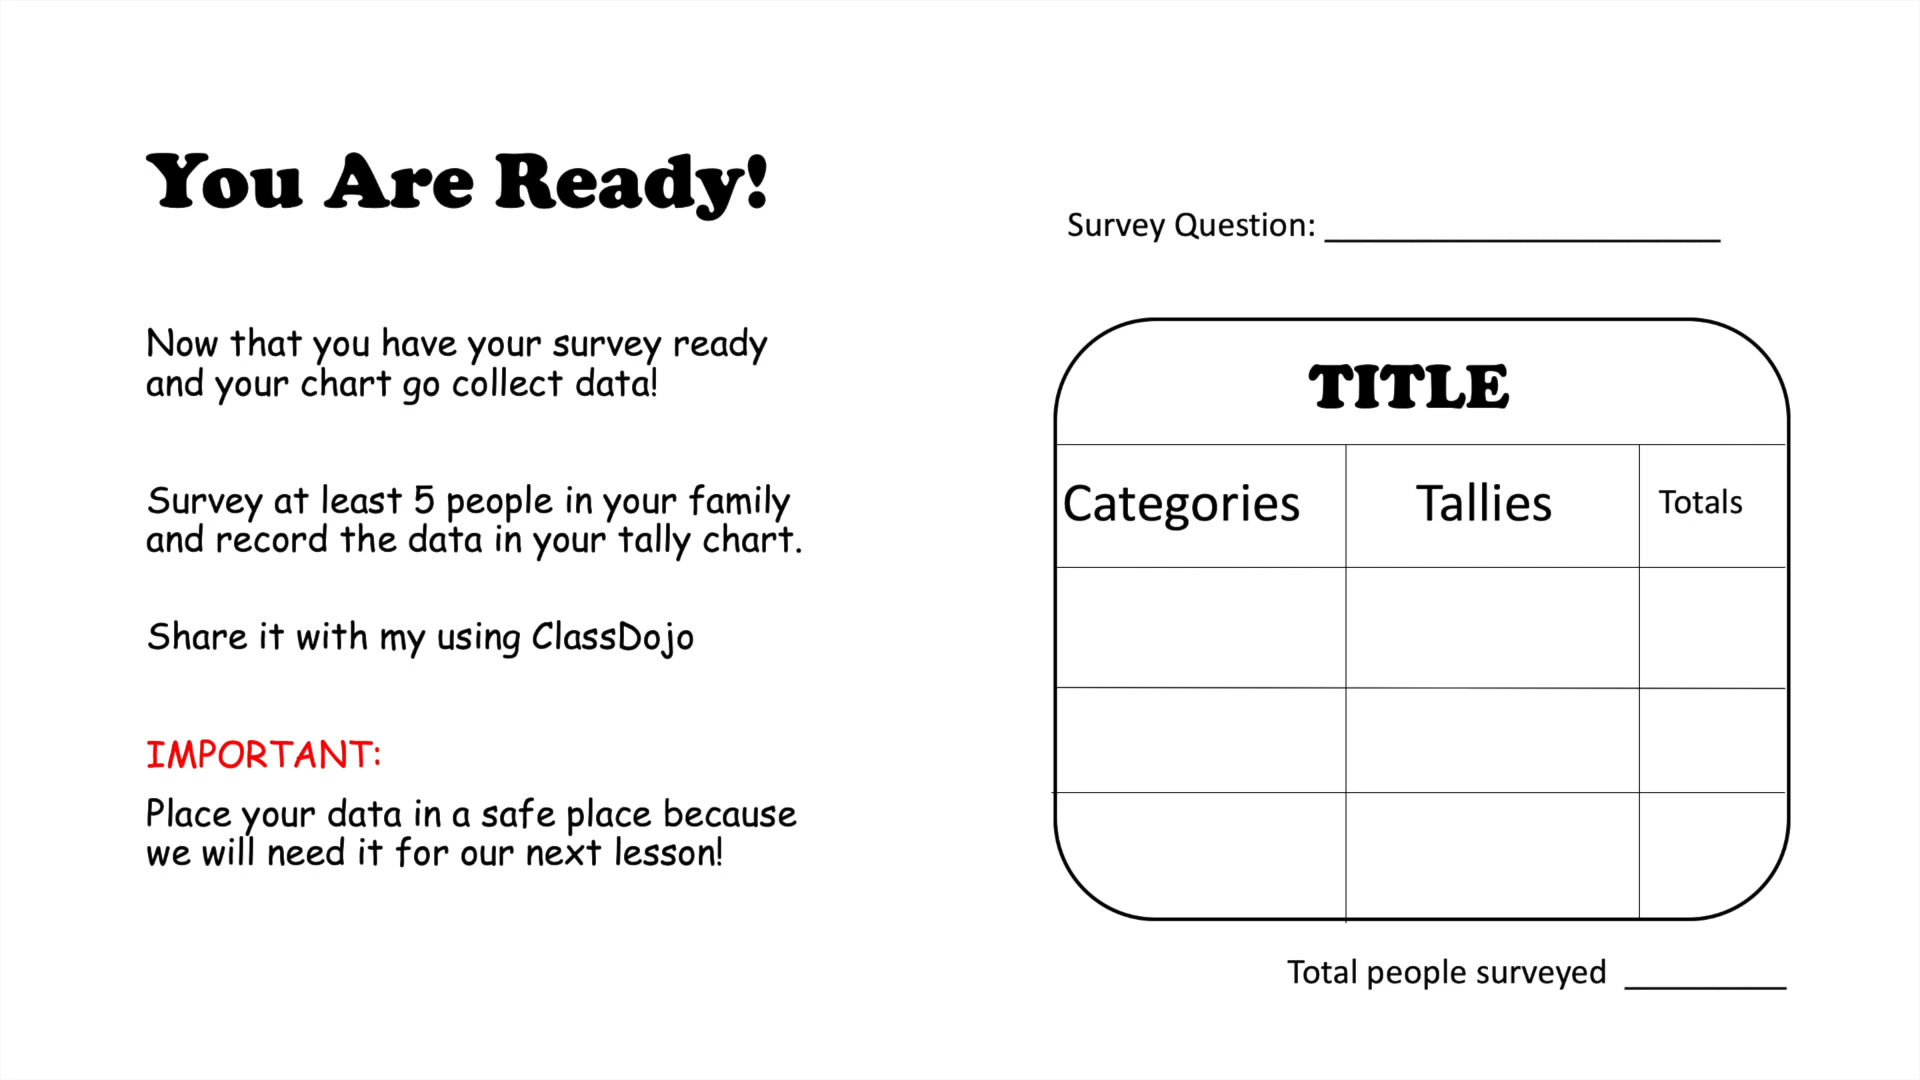 You Are Ready!
Now that you have your survey ready
and your chart go collect data!
Survey at least 5 people in your family
and record the data in your tally chart.
Share it with my using ClassDojo
IMPORTANT:
Place your data in a safe place because
we will need it for our next lesson!
Survey Question: ______________________
TITLE
Categories Tallies Totals
Total people surveyed _________